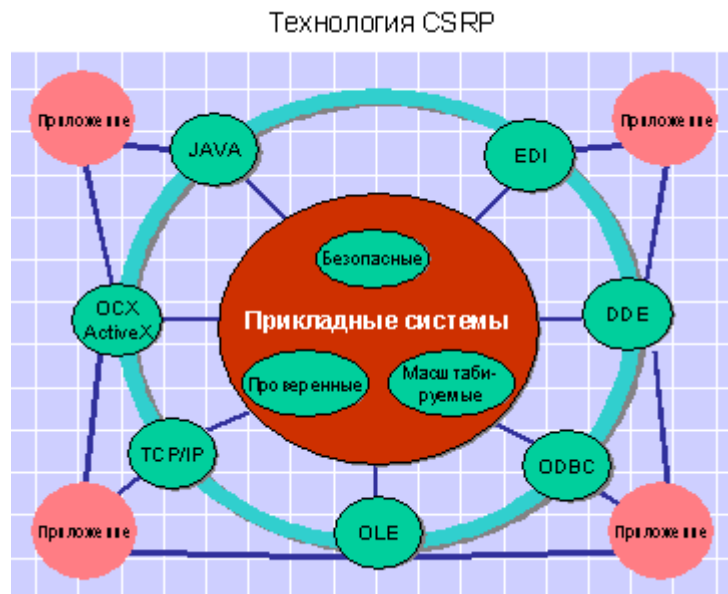 Технология CSRP
Приложение
Приложение
JAVA
EDI
Безопасные
OCX
ActiveX
Прикладные системы
DDE
Проверенные
Масштаби-
руемые
TCP/IP
ODBC
OLE
Приложение
Приложение